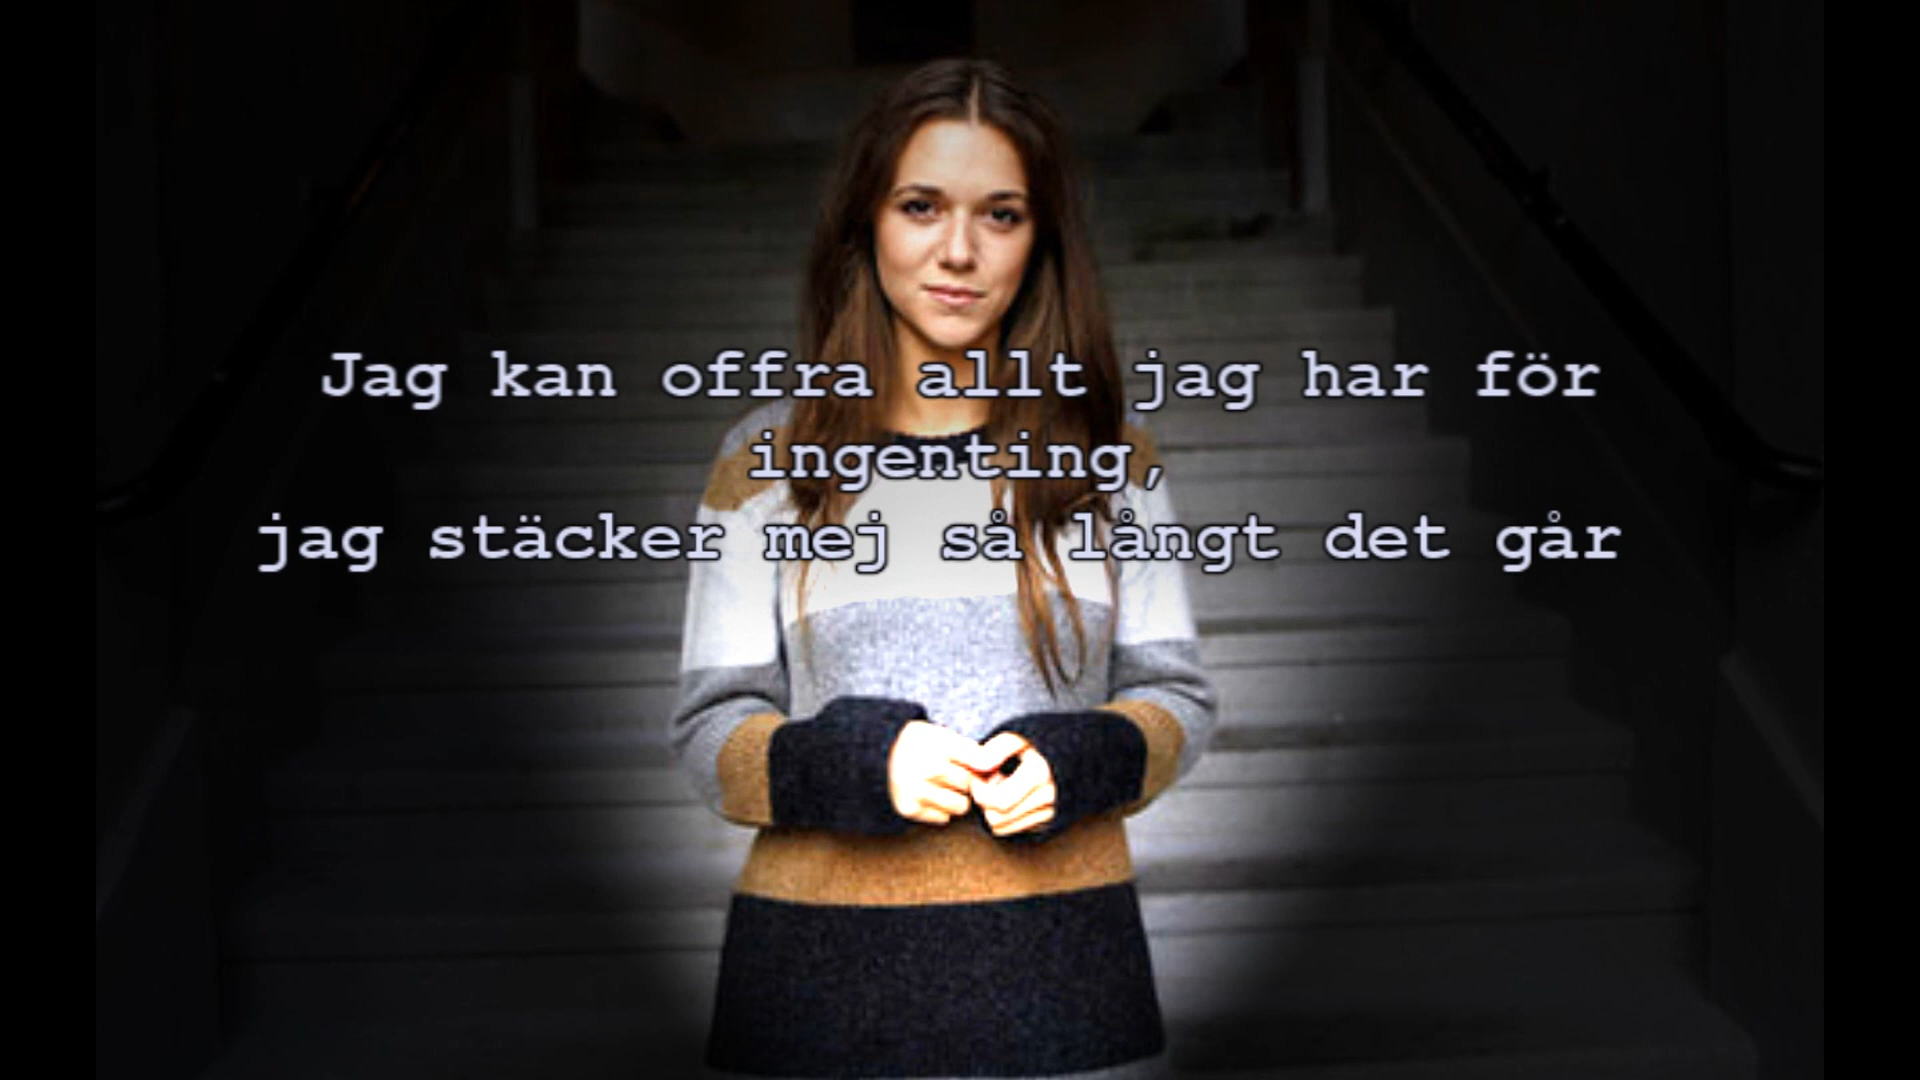 Jag kan offra allt jag har för
ingenting,
jag stäcker mej så långt det går